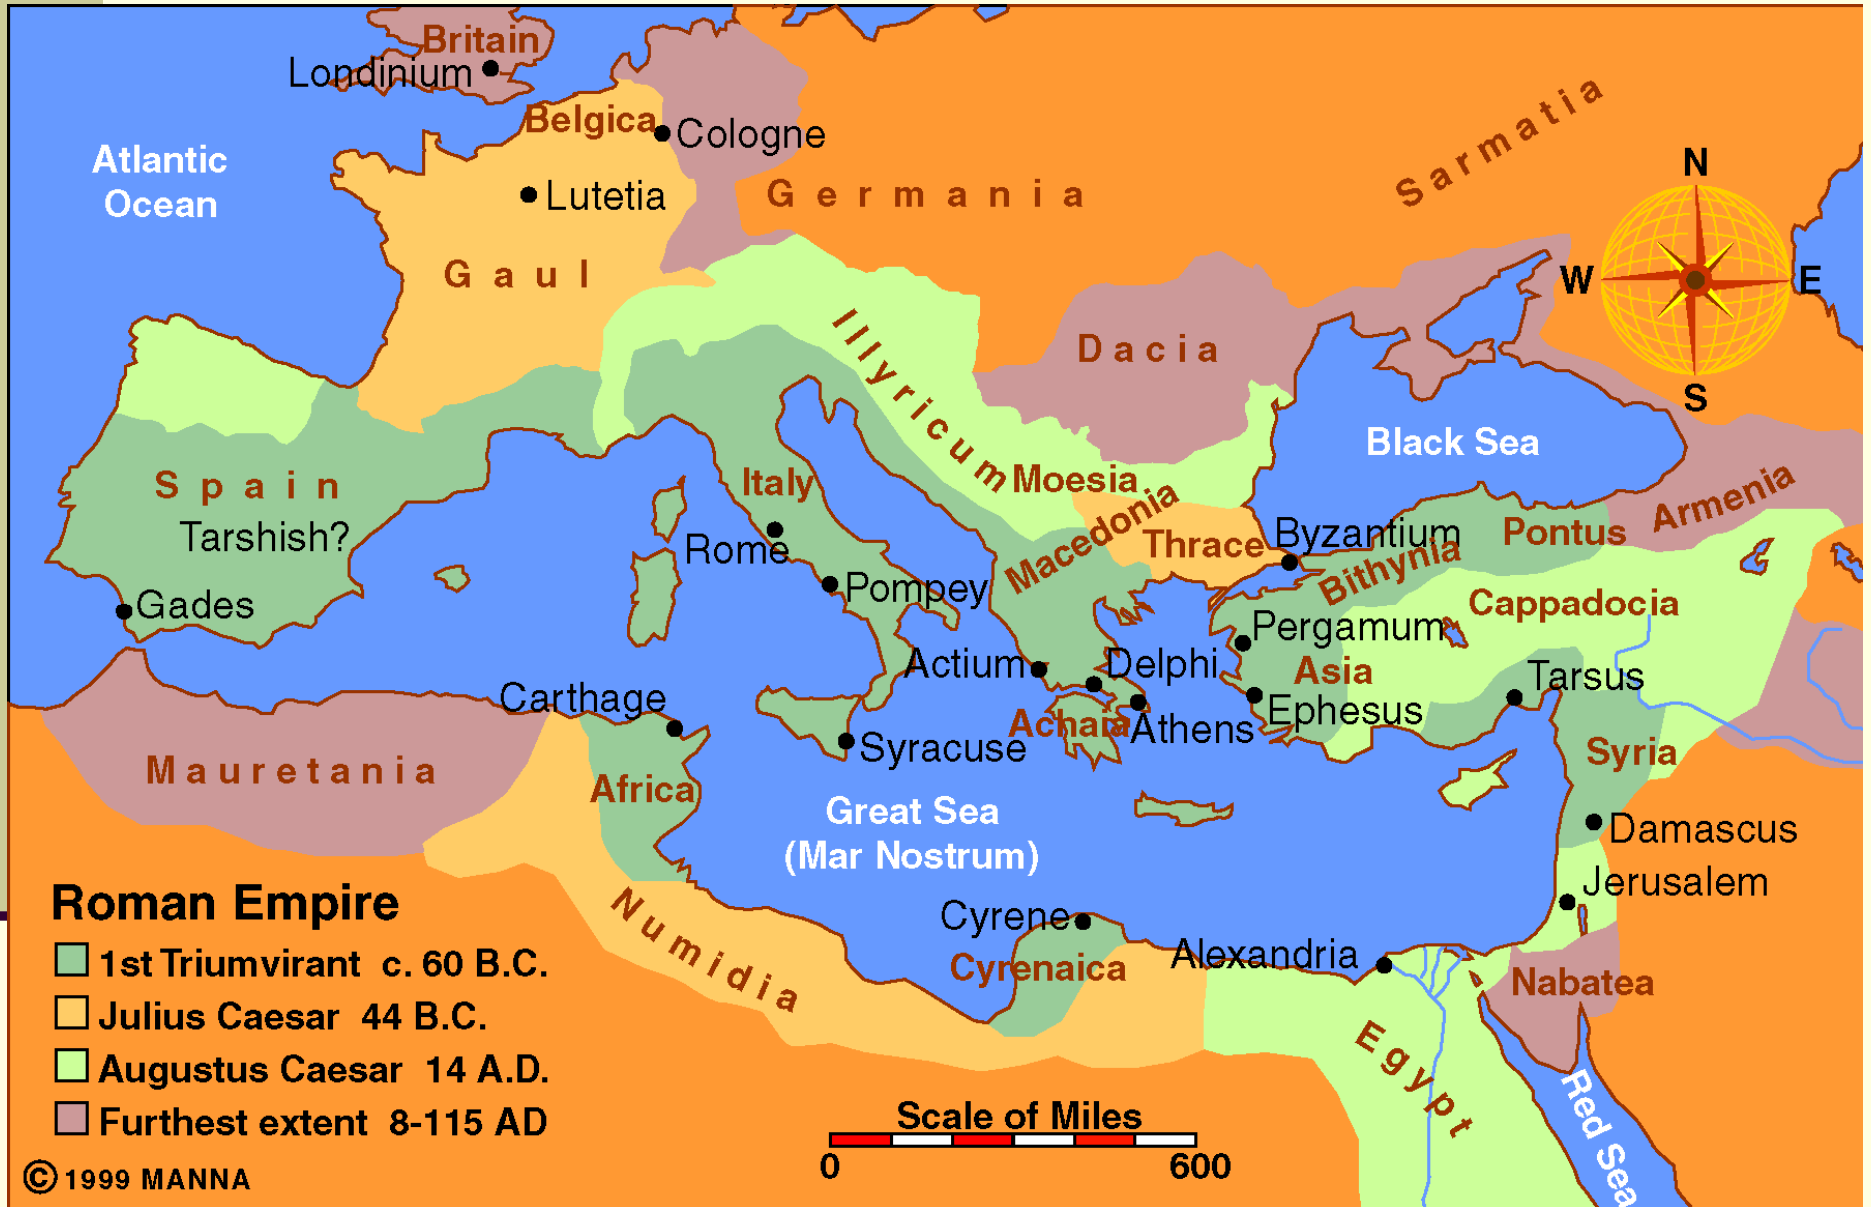 Britain
Londinium
Belgica
Cologne
Atlantic
Ocean
Lutetia
Germania
Sarmatia
N
W
E
S
Gaul
Illyricum
Dacia
Black Sea
Spain
Tarshish?
Italy
Moesia
Macedonia
Thrace
Byzantium
Pontus
Armenia
Rome
Bithynia
Gades
Pompey
Cappadocia
Pergamum
Actium
Delphi
Asia
Tarsus
Carthage
Achaia
Athens
Ephesus
Syracuse
Syria
Mauretania
Africa
Great Sea
(Mar Nostrum)
Damascus
Jerusalem
Numidia
Cyrene
Cyrenaica
Alexandria
Nabatea
Egypt
Red Sea
Roman Empire
1st Triumvirant c. 60 B.C.
Julius Caesar 44 B.C.
Augustus Caesar 14 A.D.
Furthest extent 8-115 AD
© 1999 MANNA
Scale of Miles
0 600